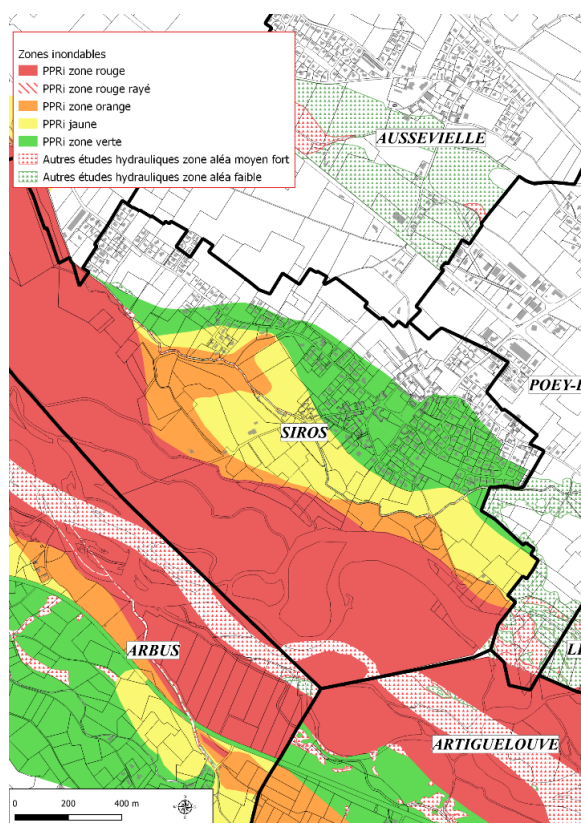 Zones inondables
PPRi zone rouge
PPRi zone rouge rayé
PPRi zone orange
PPRi jaune
PPRi zone verte
Autres études hydrauliques zone aléa moyen fort
Autres études hydrauliques zone aléa faible
AUSSEVIELLE
POEY-
SIROS
ARBUS
ARTIGUELOUVE
0 200 400 m